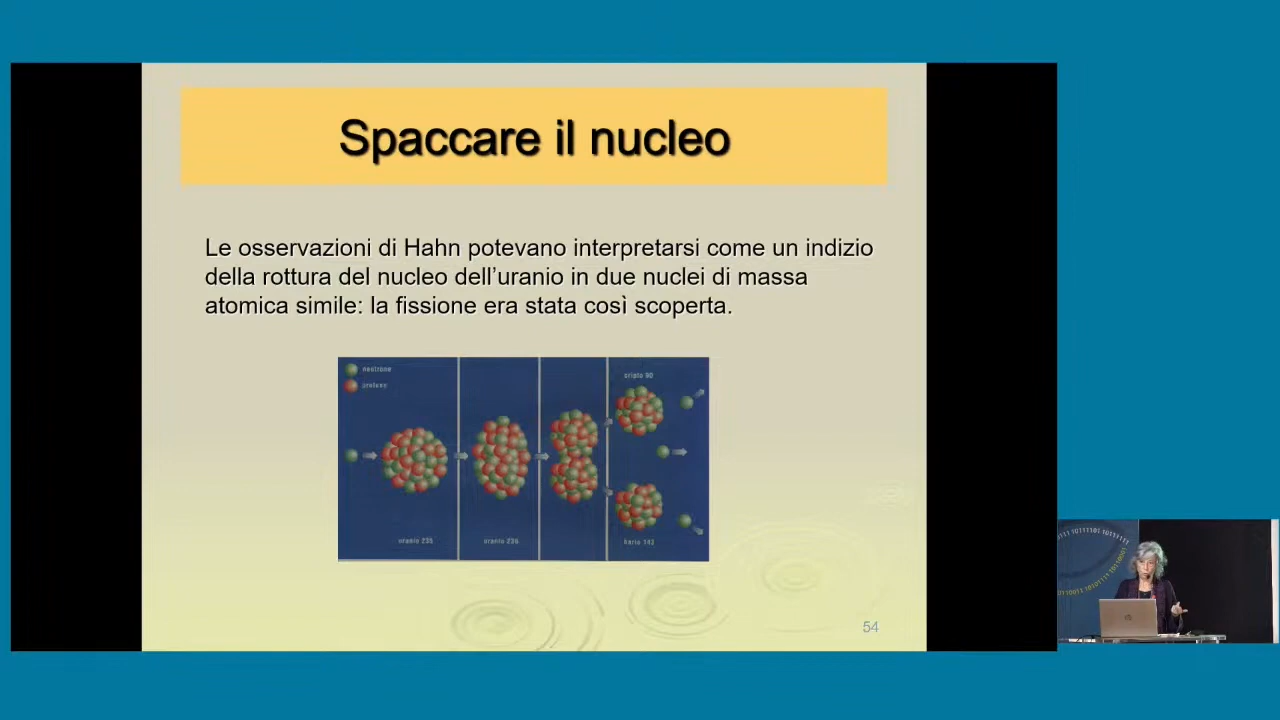 Spaccare il nucleo
Le osservazioni di Hahn potevano interpretarsi come un indizio
della rottura del nucleo dell’uranio in due nuclei di massa
atomica simile: la fissione era stata così scoperta.
neutrone
protone
cripto 90
uranio 235
uranio 236
bario 143
54